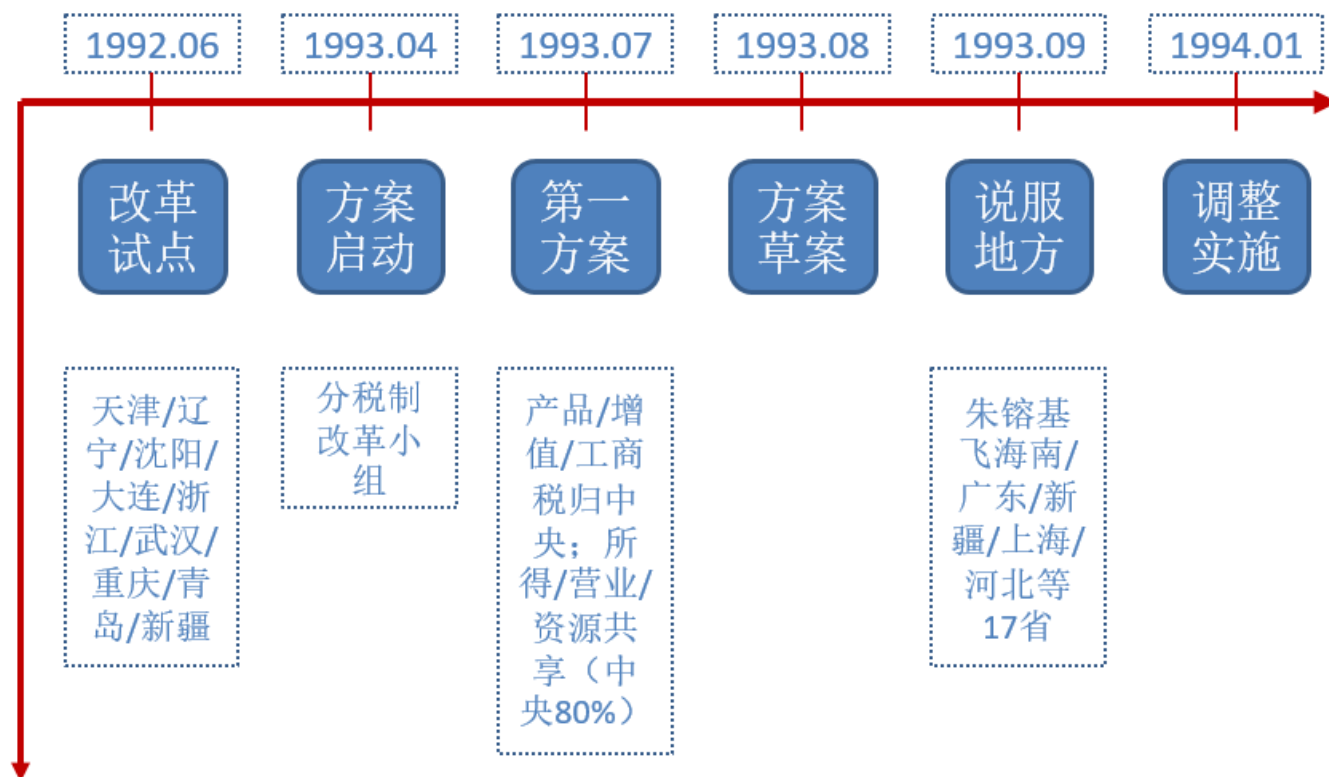 1992.06
1993.04
1993.07
1993.08
1993.09
1994.01
改革
试点
方案
启动
第一
方案
方案
草案
说服
地方
调整
实施
天津/辽
宁/沈阳/
大连/浙
江/武汉/
重庆/青
岛/新疆
分税制
改革小
组
产品/增
值/工商
税归中
央；所
得/营业/
资源共
享（中
央80%）
朱镕基
飞海南/
广东/新
疆/上海/
河北等
17省